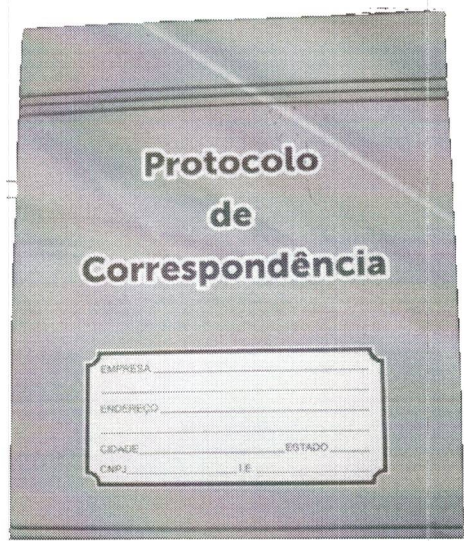 Protocolo
de
Correspondência
EMPRESA
ENDEREÇO
CIDADE ESTADO
CNPJ I.E.